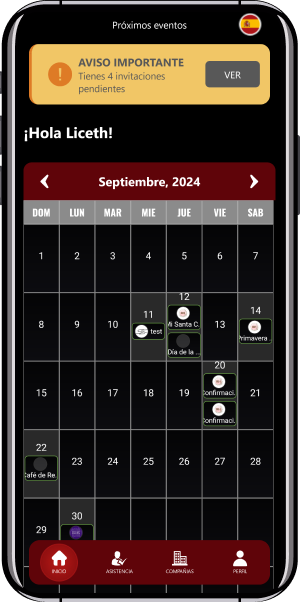 Próximos eventos
AVISO IMPORTANTE
Tienes 4 invitaciones
pendientes
VER
¡Hola Liceth!
Septiembre, 2024
DOM LUN MAR MIE JUE VIE SAB
1 2 3 4 5 6 7
8 9 10 11 12 13 14
test
Mi Santa C.
Día de la ...
Primavera .
15 16 17 18 19 20 21
Confirmaci.
Confirmaci.
22 23 24 25 26 27 28
Café de Re.
29 30
INICIO ASISTENCIA COMPAÑÍAS PERFIL